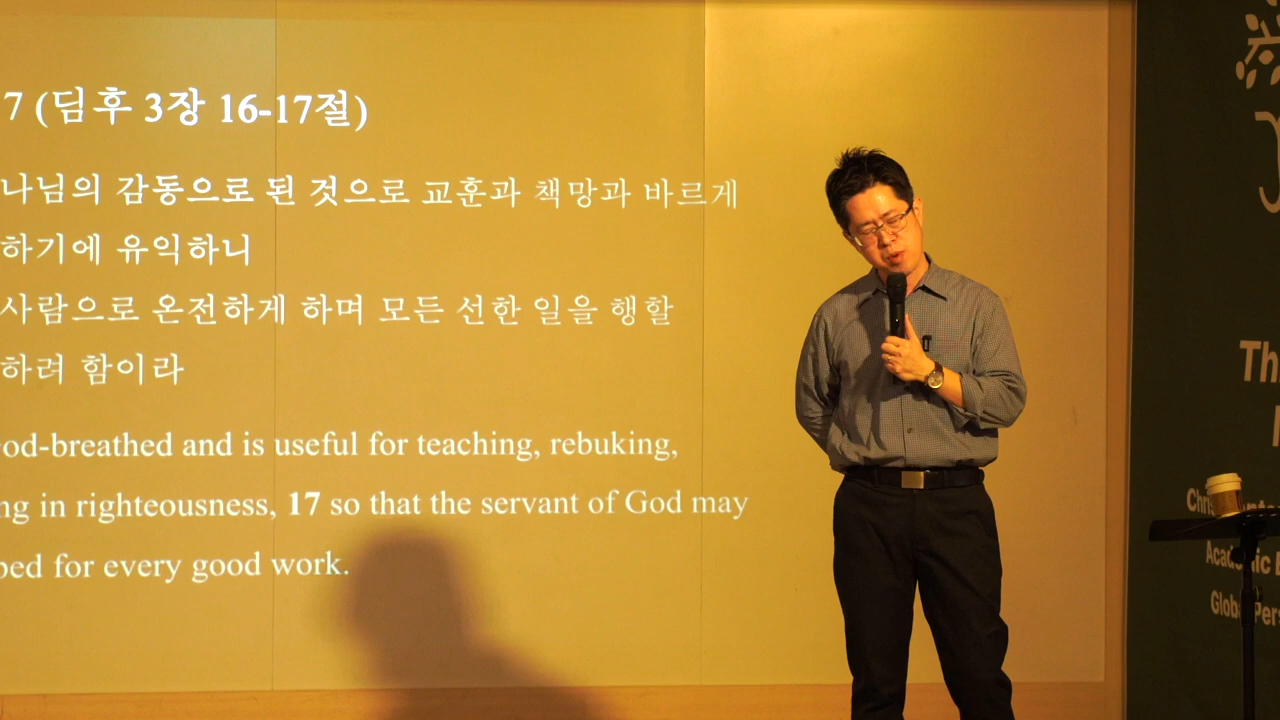 7 (딤후 3장 16-17절)
나님의 감동으로 된 것으로 교훈과 책망과 바르게
하기에 유익하니
사람으로 온전하게 하며 모든 선한 일을 행할
하려 함이라
od-breathed and is useful for teaching, rebuking,
ng in righteousness, 17 so that the servant of God may
ped for every good work.
Th
Chris
Acad
Glob Pers